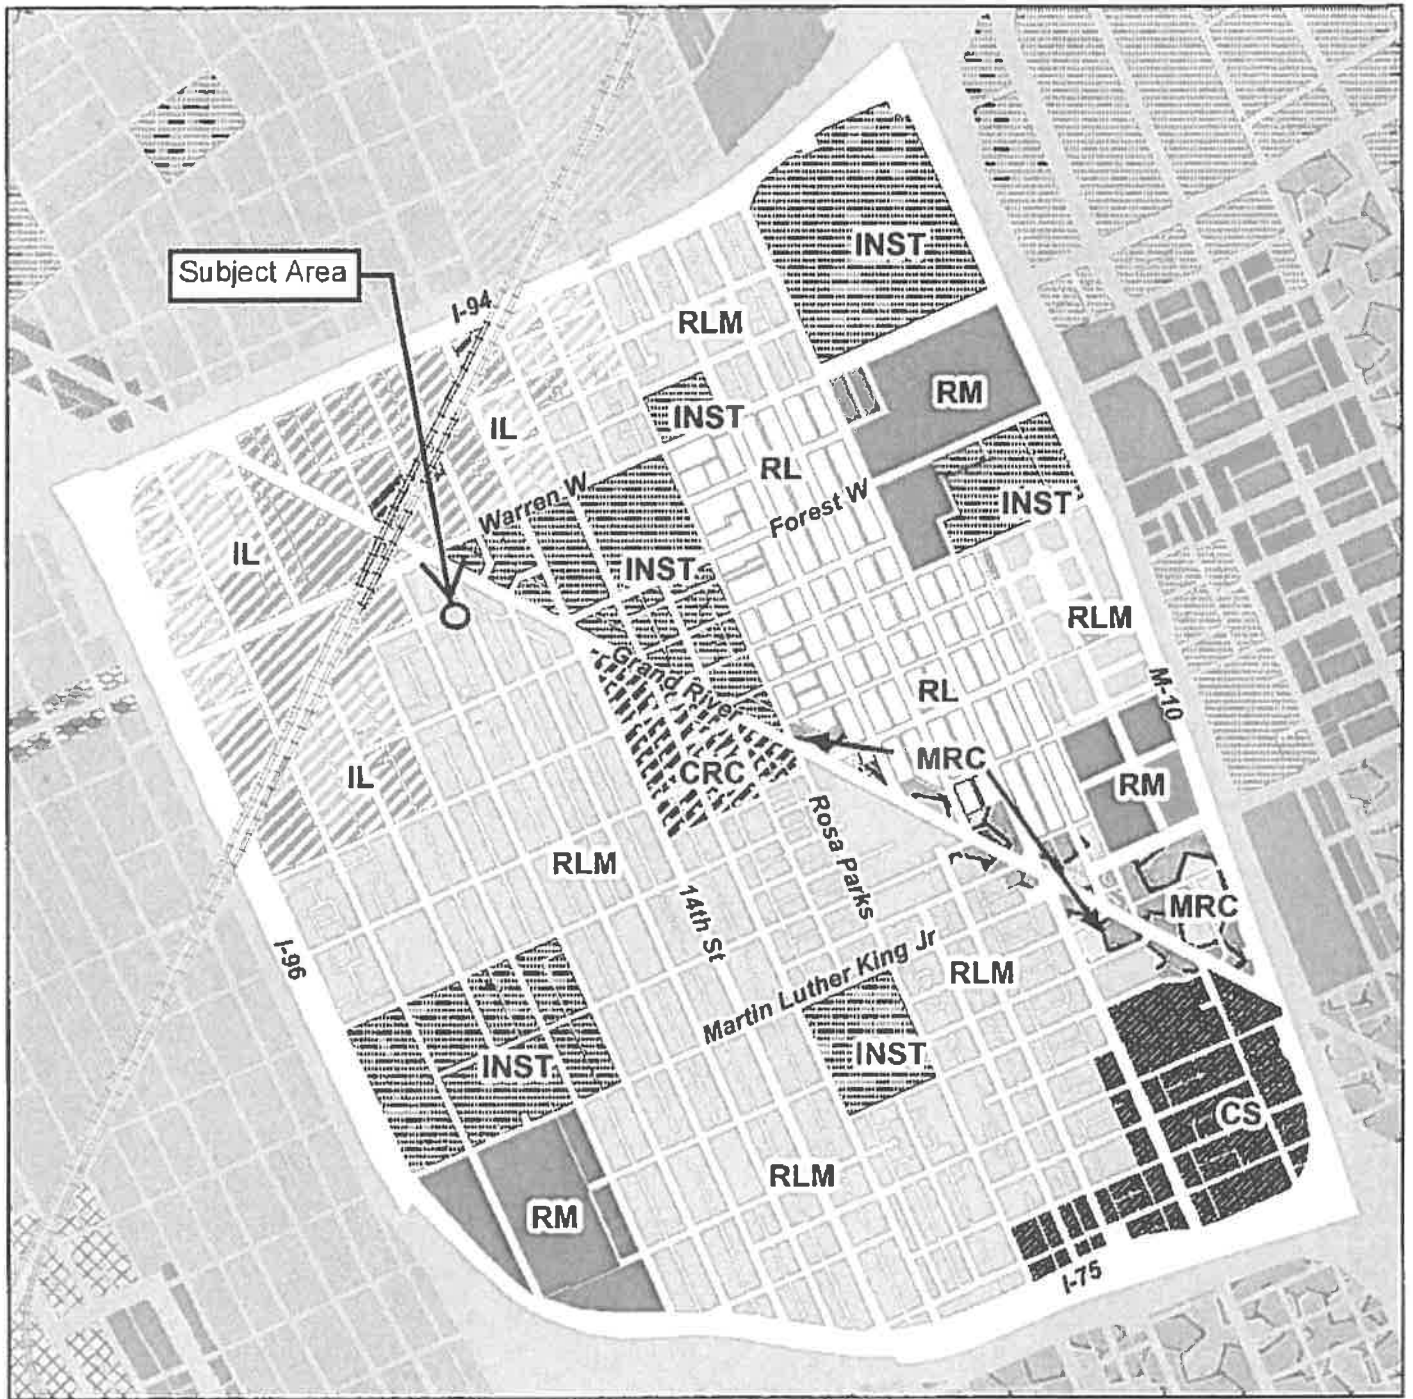 INST
Subject Area
I-94
RLM
RM
INST
IL
RL
Warren W
Forest W
INST
IL
INST
RLM
Grand River
RL
M-10
MRC
CRC
IL
RM
Rosa Parks
RLM
14th St
MRC
Martin Luther King Jr
I-96
RLM
INST
INST
CS
RLM
RM
I-75